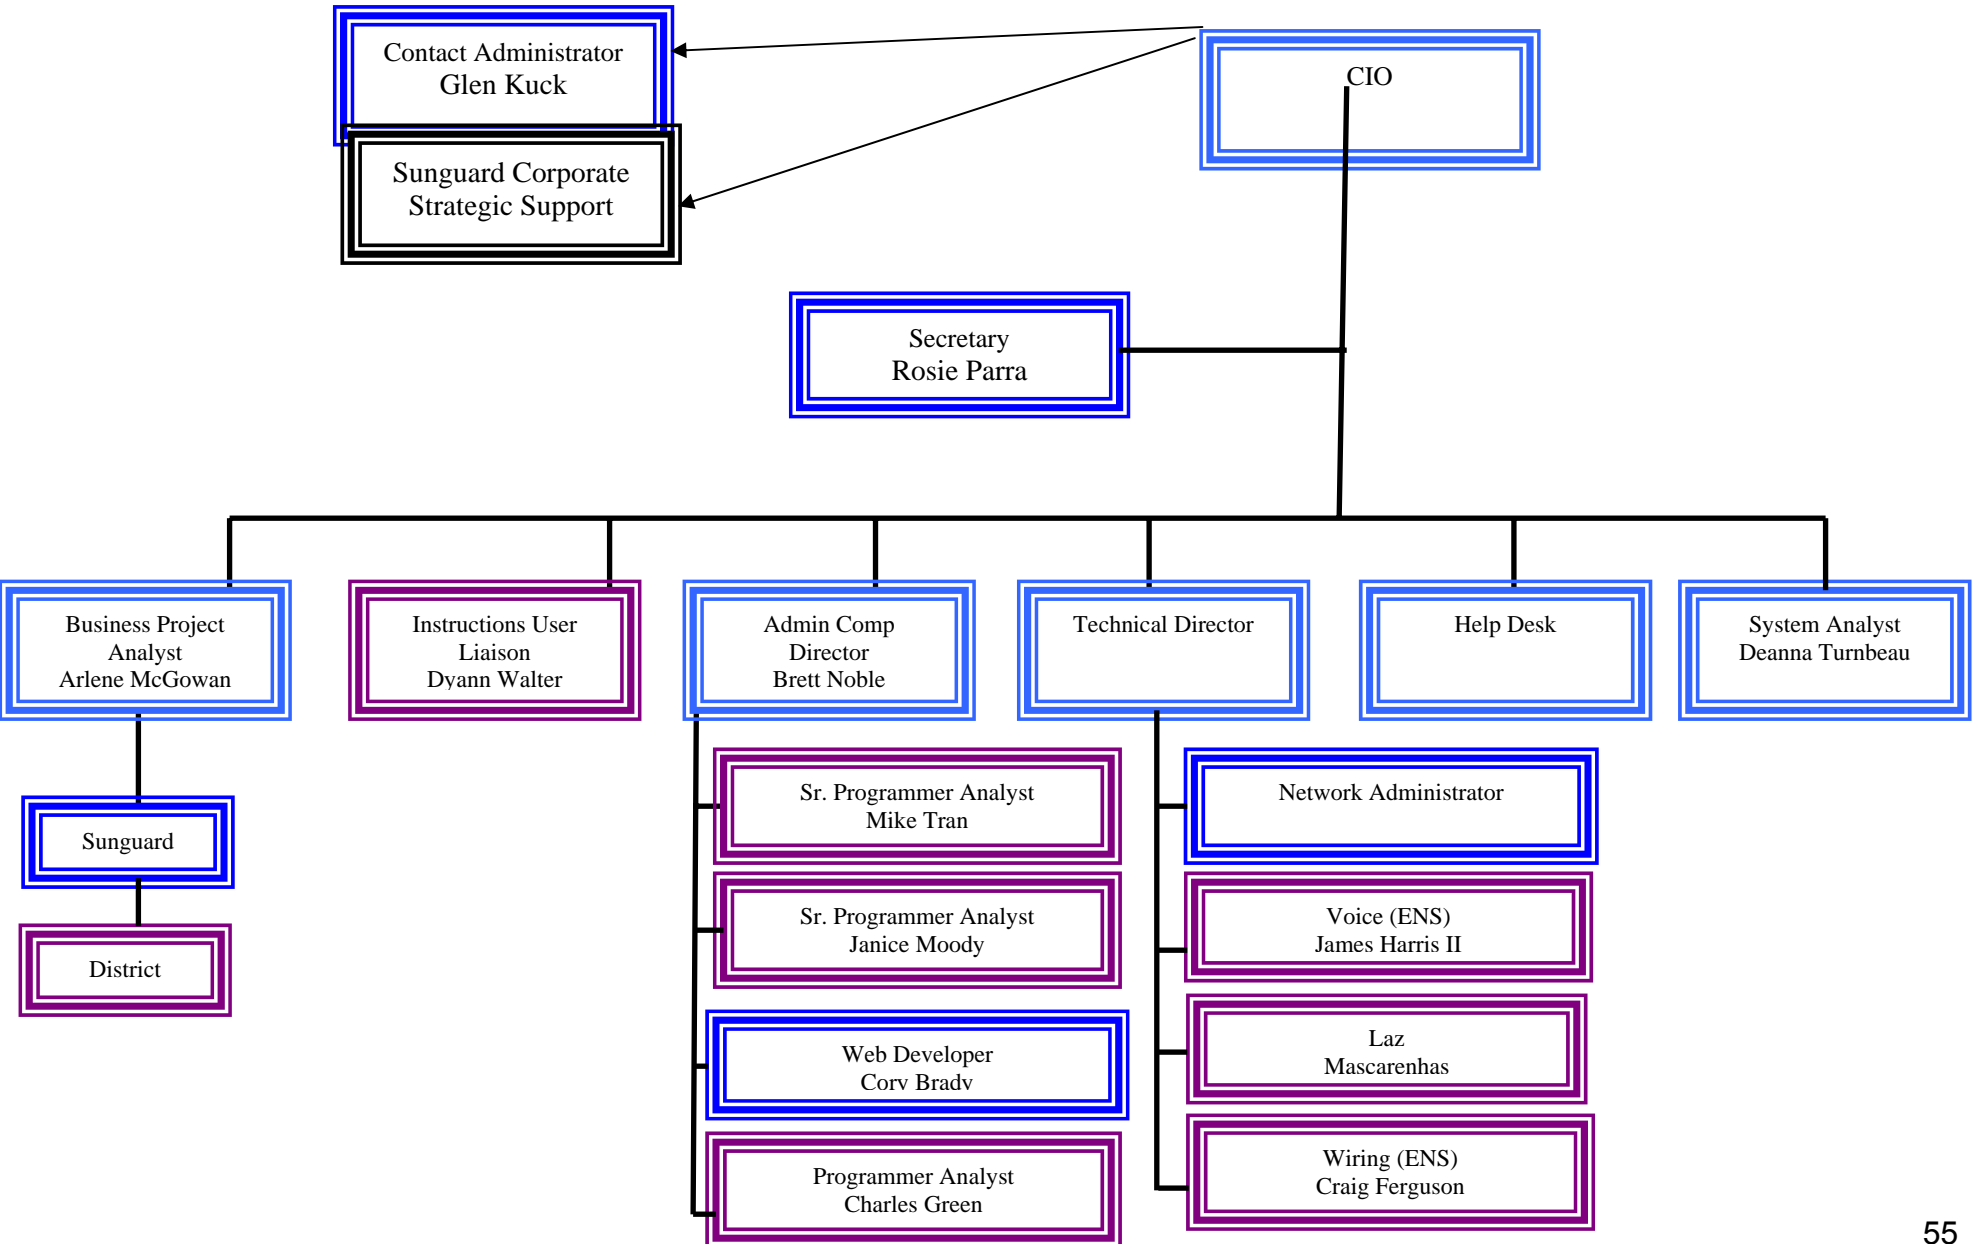 Contact Administrator
Glen Kuck
CIO
Sunguard Corporate
Strategic Support
Secretary
Rosie Parra
Business Project
Analyst
Arlene McGowan
Instructions User
Liaison
Dyann Walter
Admin Comp
Director
Brett Noble
Technical Director
Help Desk
System Analyst
Deanna Turnbeau
Sunguard
District
Sr. Programmer Analyst
Mike Tran
Sr. Programmer Analyst
Janice Moody
Web Developer
Cory Brady
Programmer Analyst
Charles Green
Network Administrator
Voice (ENS)
James Harris II
Laz
Mascarenhas
Wiring (ENS)
Craig Ferguson
55